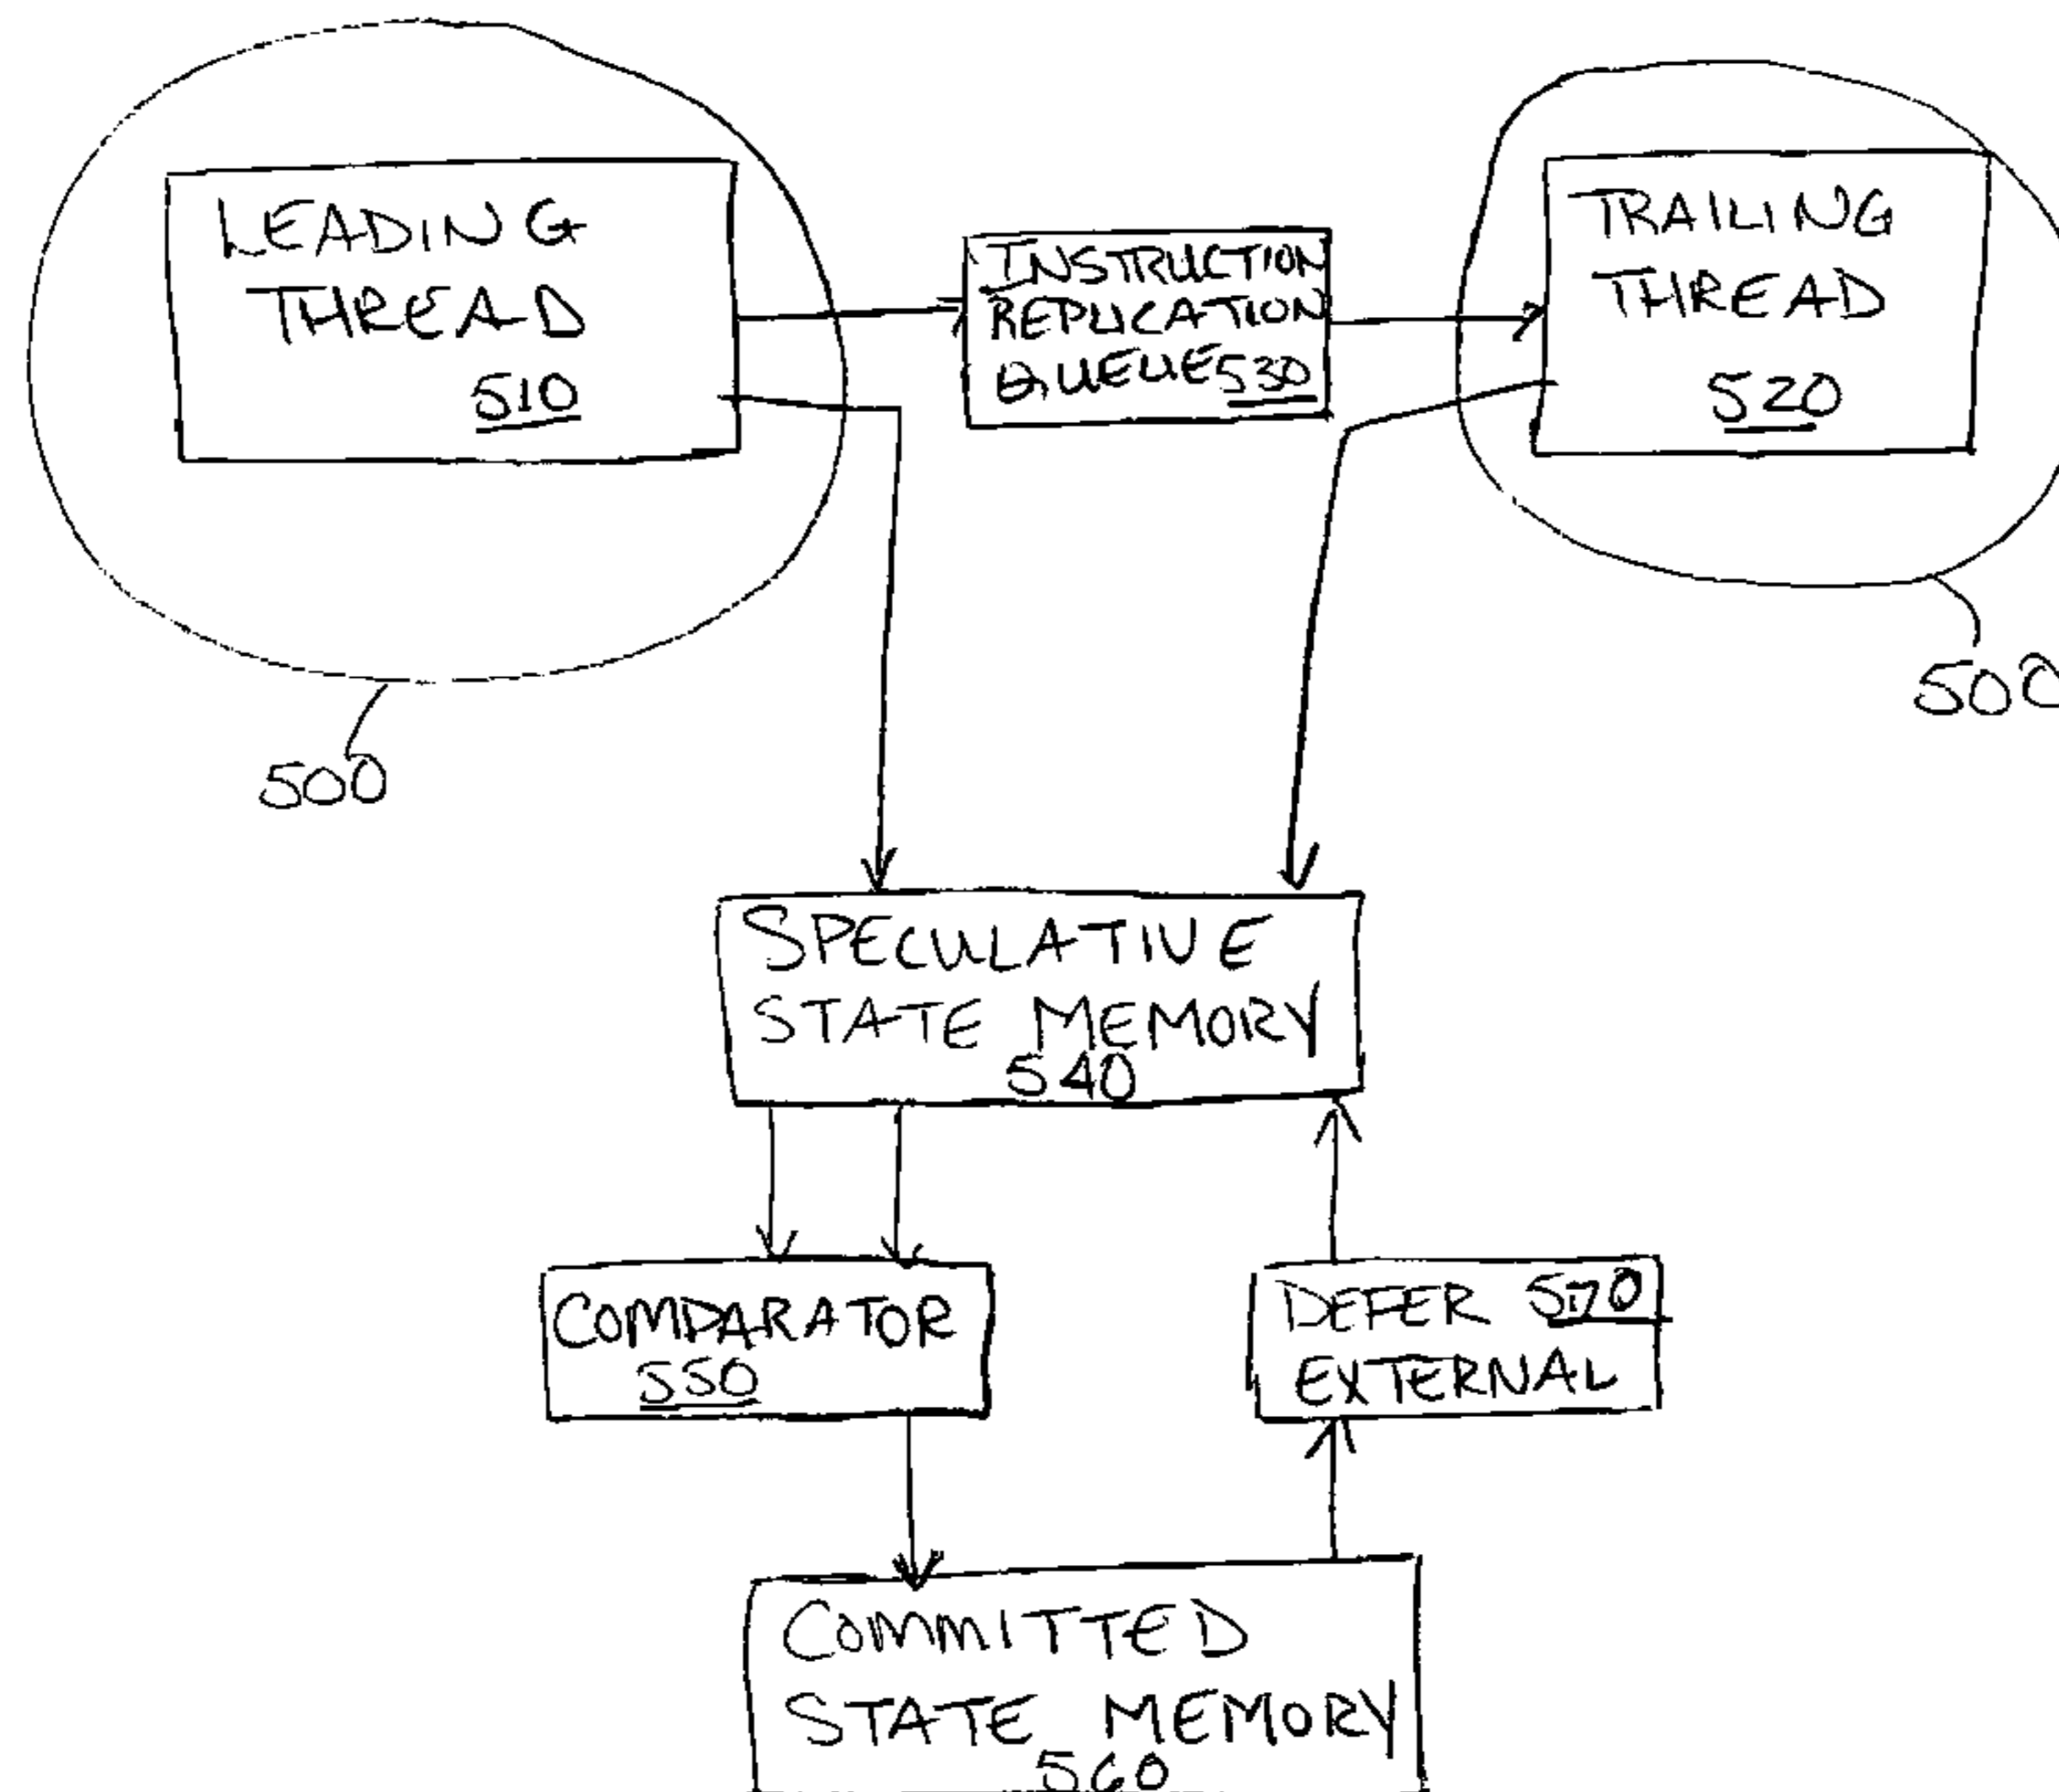 LEADING
THREAD
510
INSTRUCTION
REPLICATION
QUEUE 530
TRAILING
THREAD
520
500
500
SPECULATIVE
STATE MEMORY
540
COMPARATOR
550
DEFER 570
EXTERNAL
COMMITTED
STATE MEMORY
560